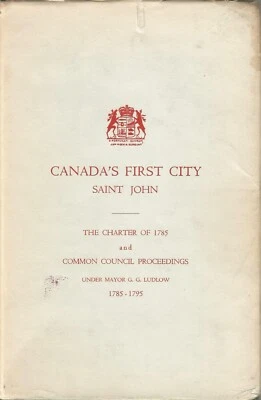 CANADA'S FIRST CITY
SAINT JOHN
THE CHARTER OF 1785
and
COMMON COUNCIL PROCEEDINGS
UNDER MAYOR G. G. LUDLOW
1785-1795